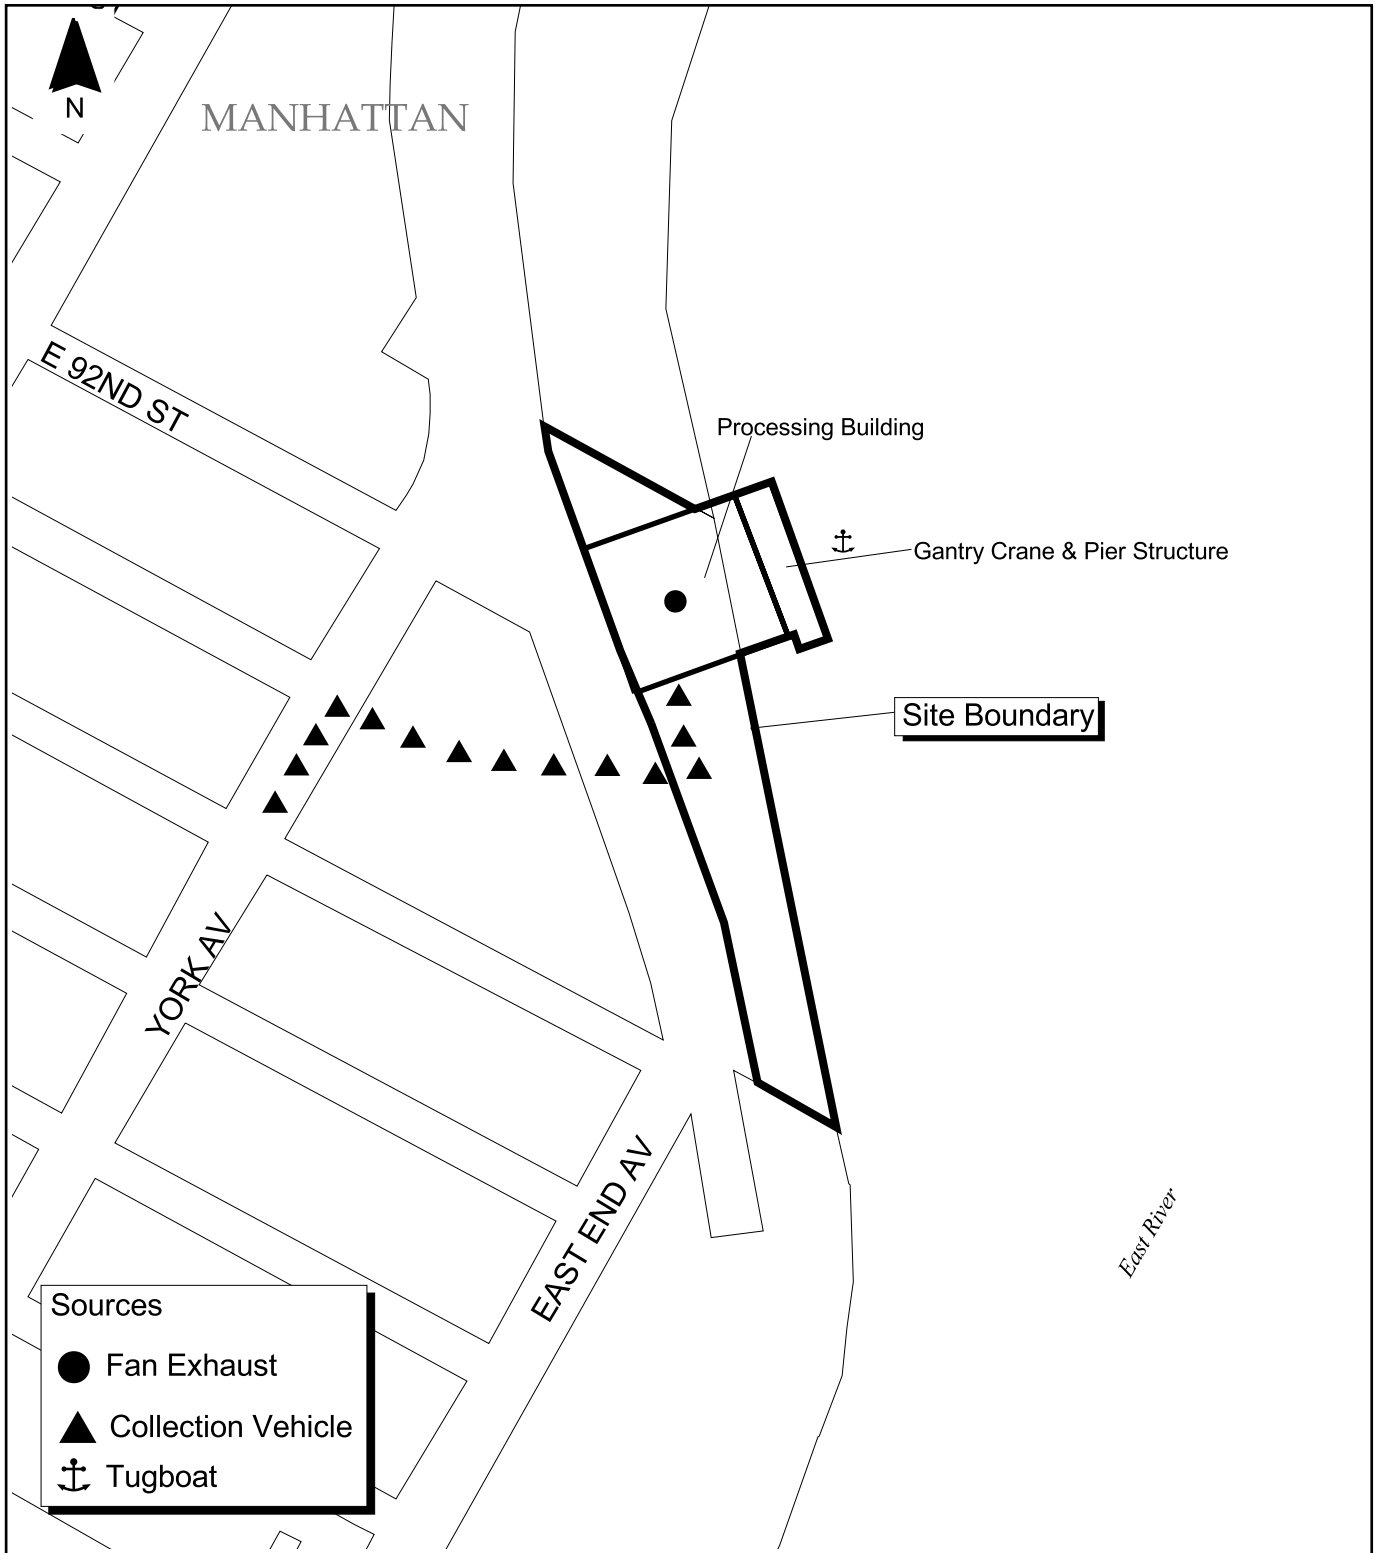 N
MANHATTAN
E 92ND ST
Processing Building
Gantry Crane & Pier Structure
Site Boundary
YORK AV
EAST END AV
East River
Sources
Fan Exhaust
Collection Vehicle
Tugboat